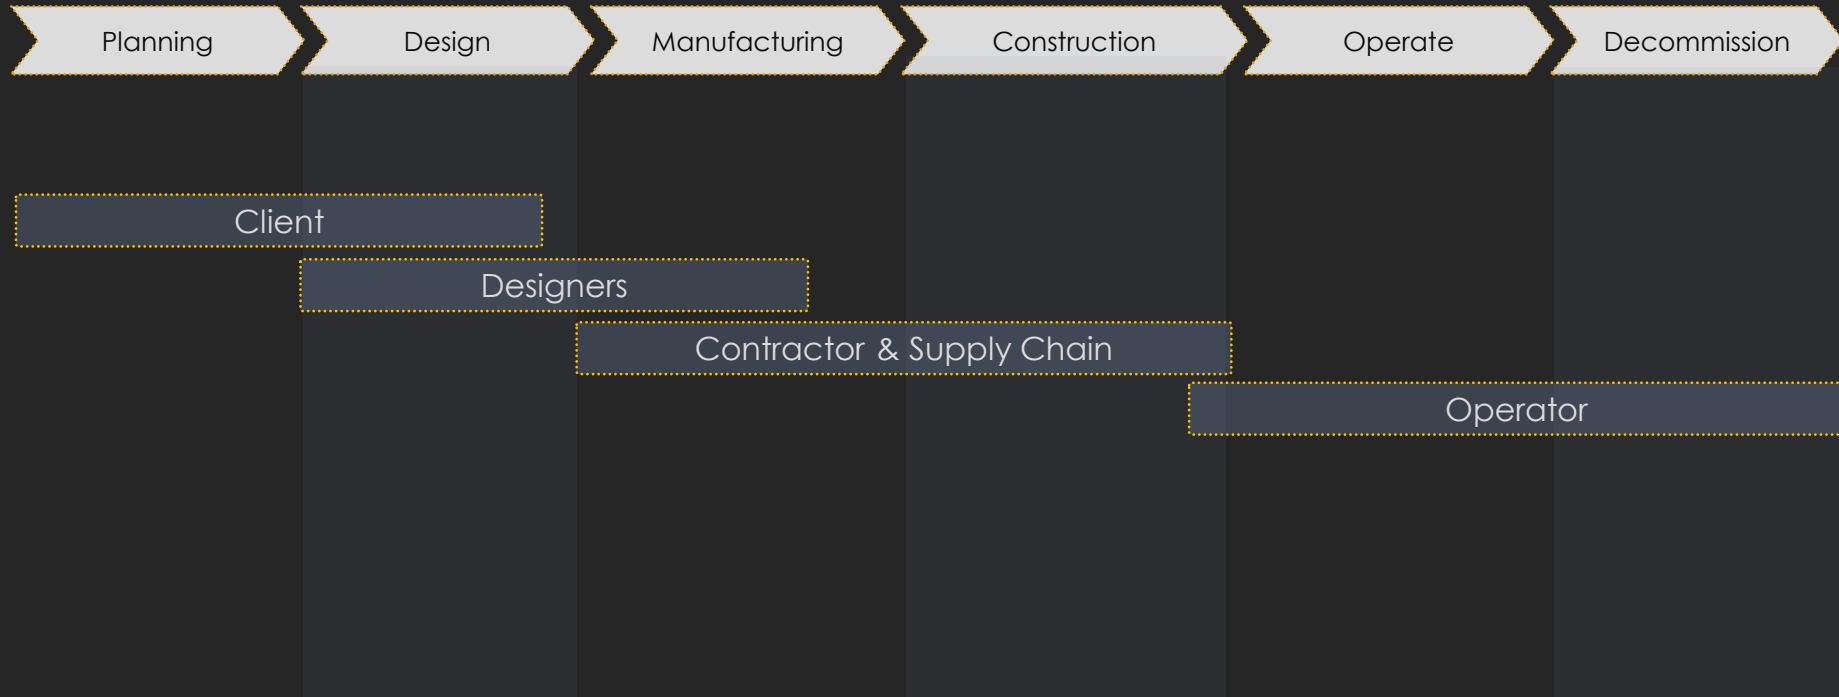 Planning
Design
Manufacturing
Construction
Operate
Decommission
Client
Designers
Contractor & Supply Chain
Operator